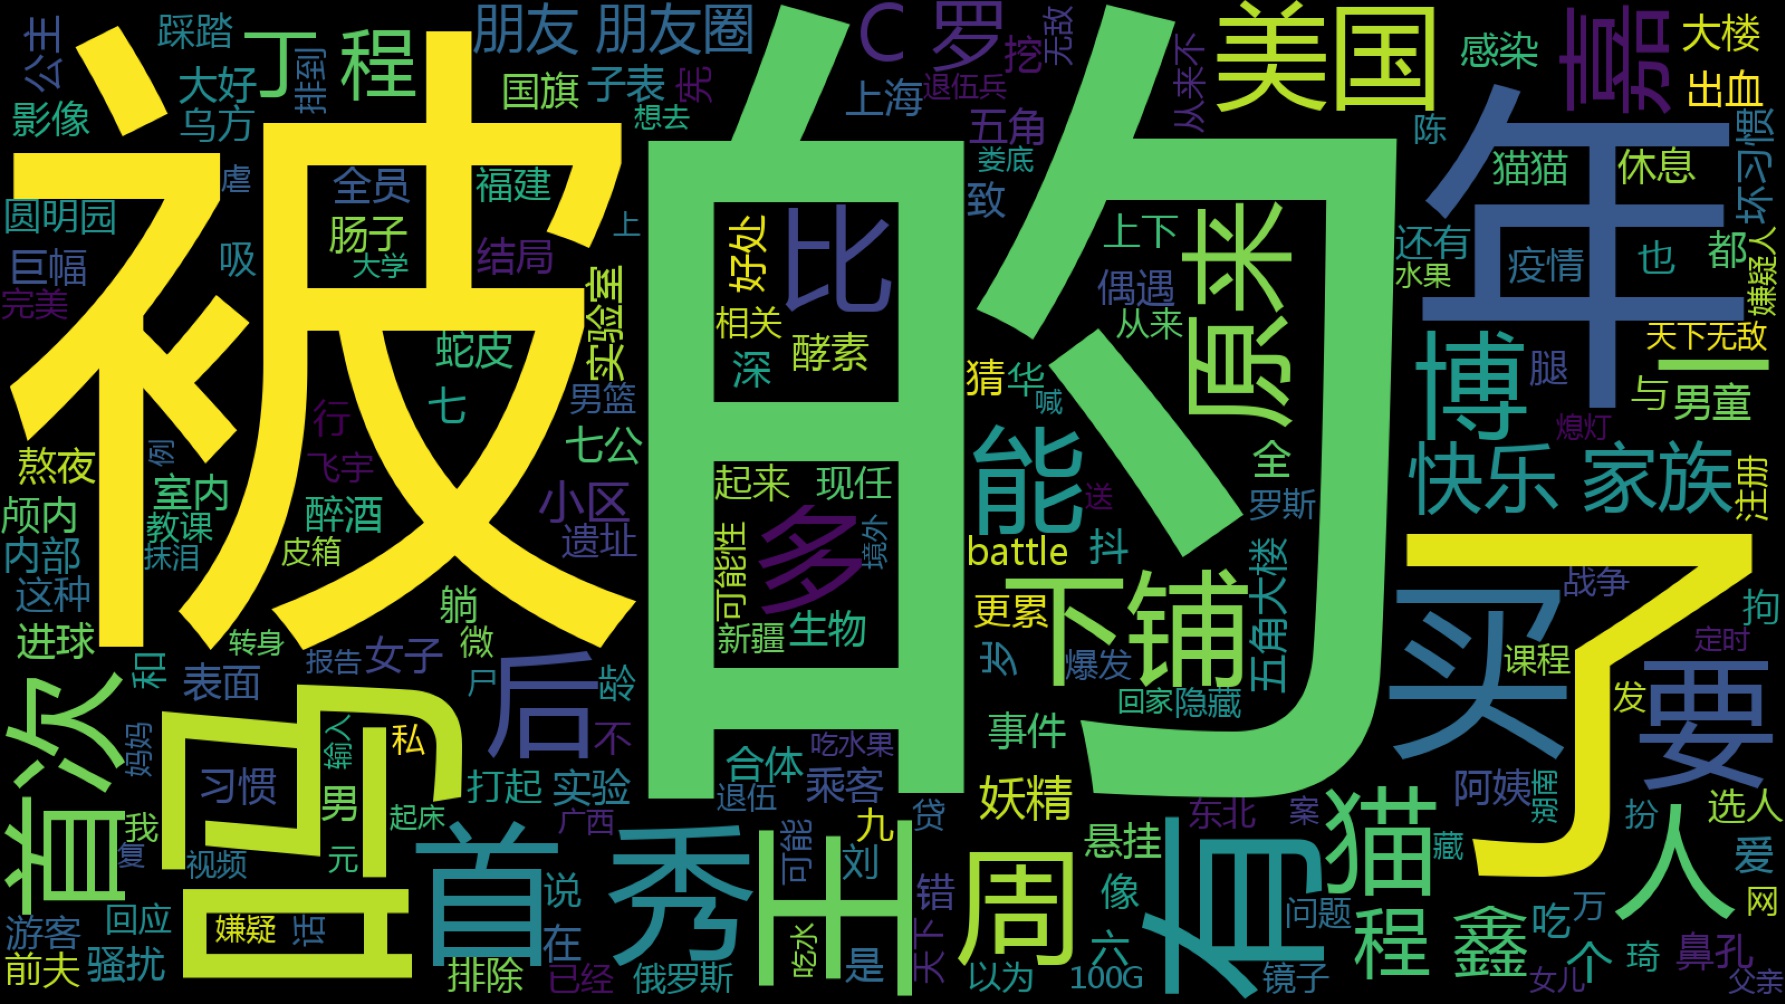 公主
踩踏
丁
程
朋友
朋友圈
C
罗
挖
无敌
美国
感染
嘉
大楼
出血
影像
大好
乌方
排到
国旗
子表
先
想去
上海
退伍兵
五角
从来不
陈
坏习惯
被
的
年
虐
全员
福建
娄底
致
猫猫
休息
圆明园
肠子
上
好处
比
上下
原来
还有
疫情
也
都
嫌疑人
巨幅
吸
大学
结局
偶遇
水果
完美
蛇皮
实验室
相关
从来
天下无敌
一
深
酵素
猜
华
博
腿
与
男童
七
男篮
喊
行
七公
能
熄灯
熬夜
例
飞宇
全
快乐
家族
注册
颅内
室内
醉酒
小区
起来
现任
送
罗斯
教课
内部
抹泪
皮箱
遗址
可能性
多
境外
battle
抖
五角大楼
了
这种
躺
更累
下铺
买
战争
拘
进球
转身
微
新疆
生物
岁
爆发
课程
定时
和
表面
报告
女子
尸
后
龄
回家
隐藏
发
要
首次
吗
妈妈
输入
私
不
事件
合体
吃水果
习惯
男
打起
实验
退伍
乘客
妖精
阿姨
选人
我
起床
广西
九
贷
东北
案
猫
藏
扮
人
复
视频
元
首
秀
王
可能
刘
周
悬挂
有
爱
游客
回应
嫌疑
话
说
在
错
像
问题
程
鑫
吃
万
网
前夫
骚扰
排除
已经
俄罗斯
吃水
是
天下
以为
六
100G
镜子
个
琦
鼻孔
女儿
父亲